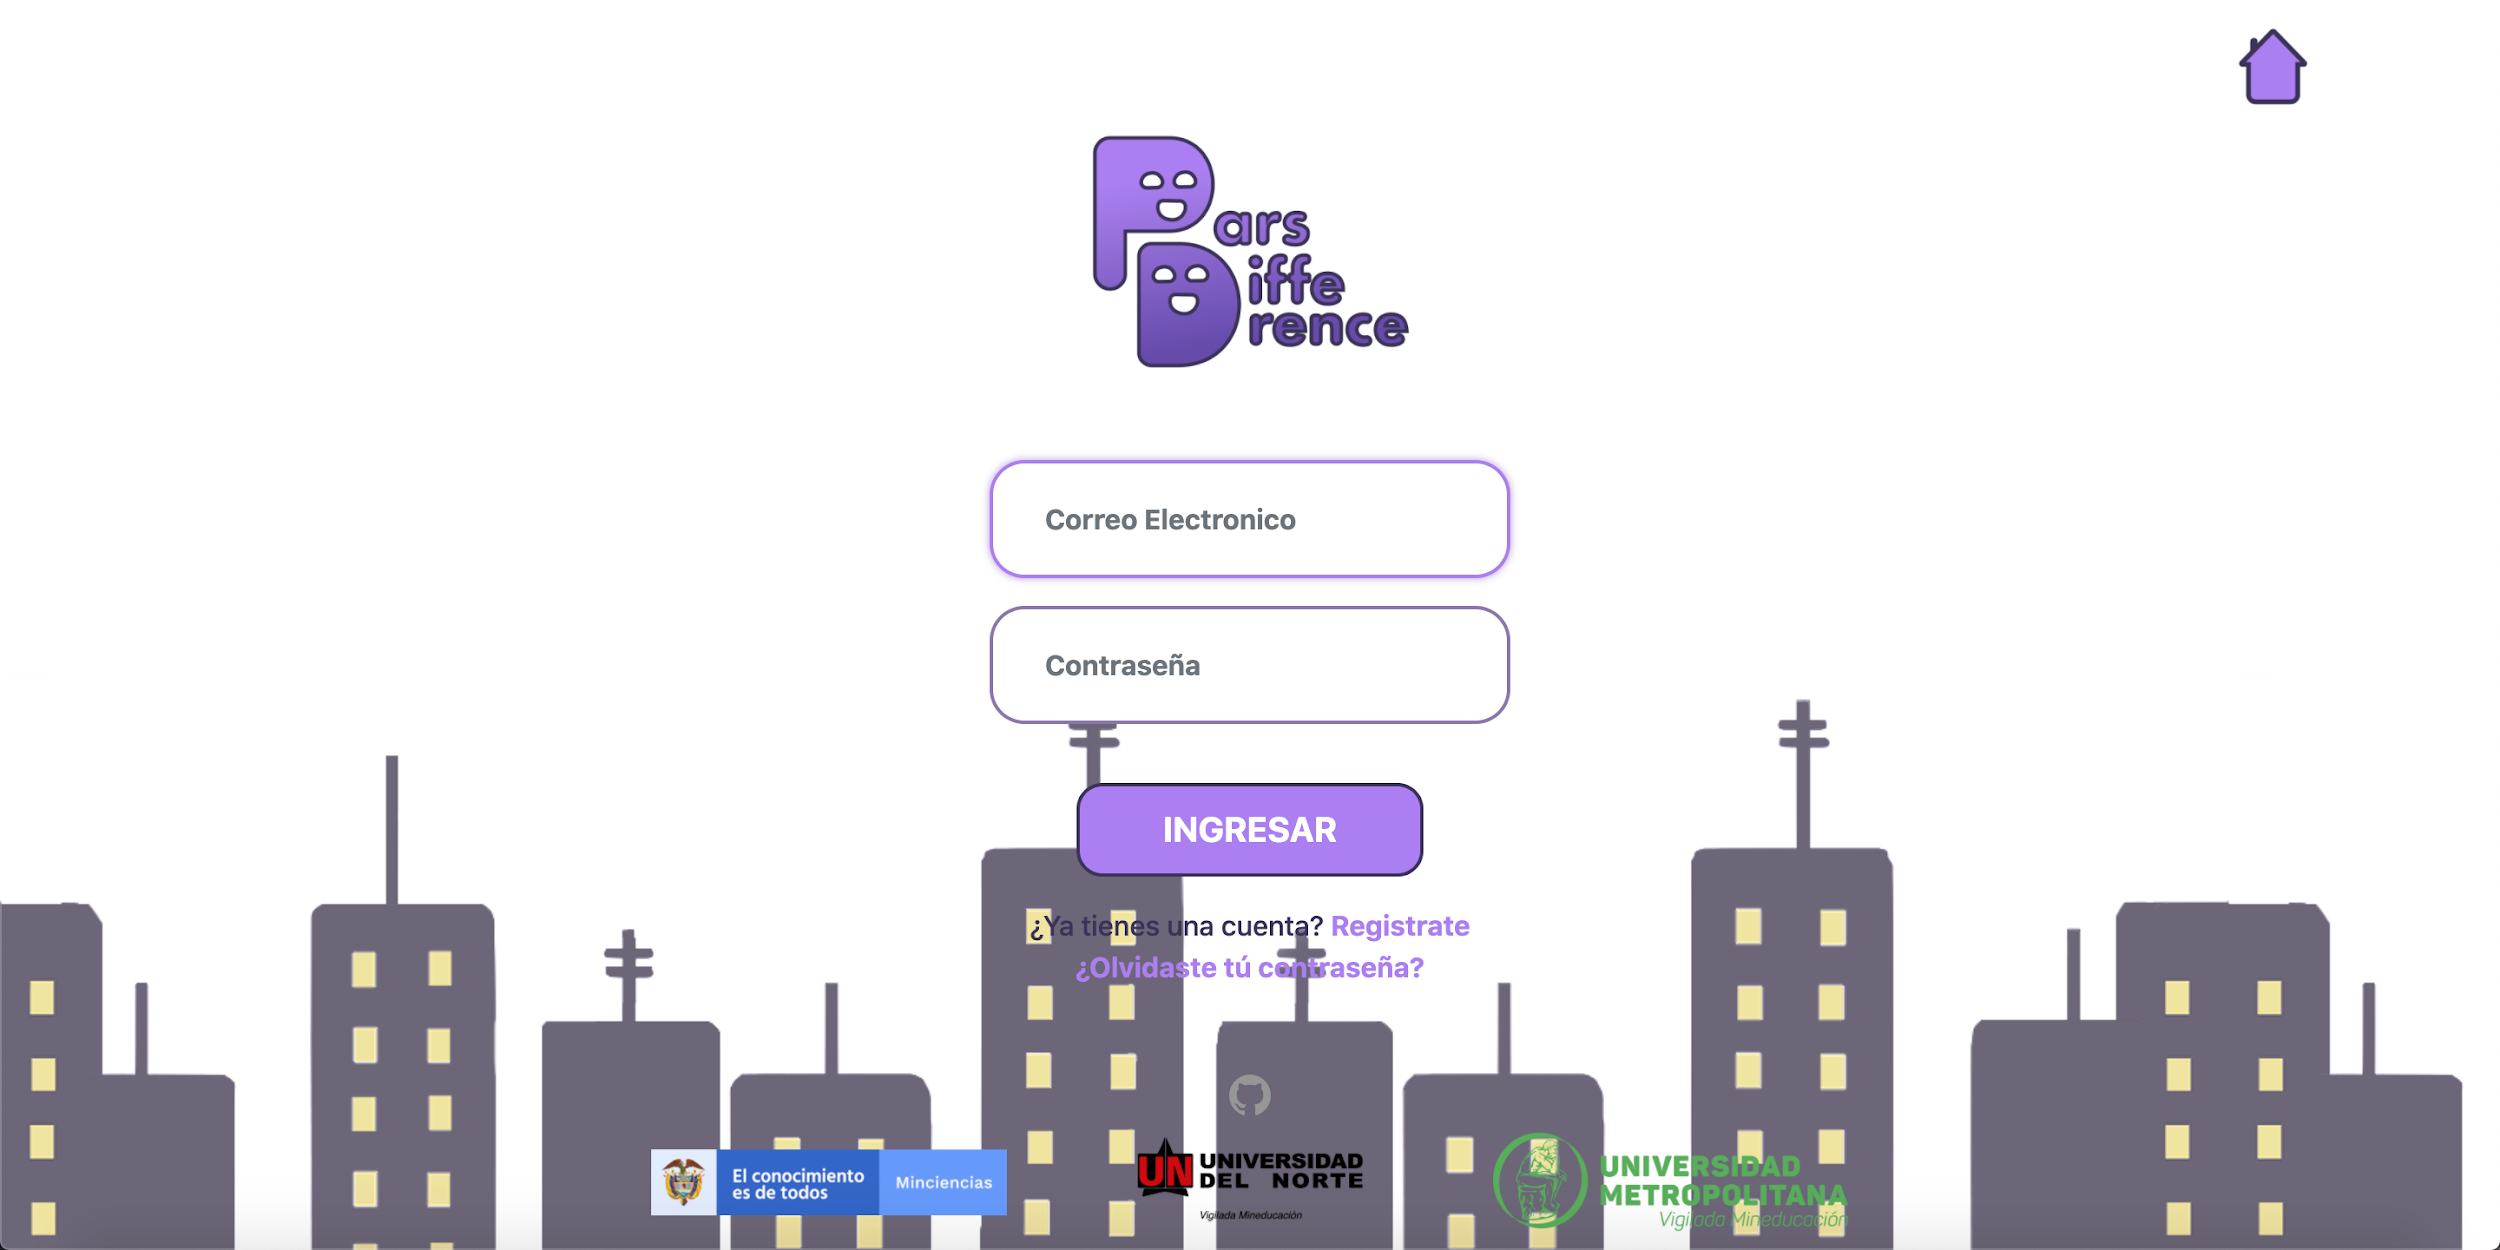 Pars
Diffe
rence
Correo Electronico
Contraseña
INGRESAR
¿Ya tienes una cuenta? Registrate
¿Olvidaste tú contraseña?
El conocimiento
es de todos
Minciencias
UN UNIVERSIDAD
DEL NORTE
Vigilada Mineducación
UNIVERSIDAD
METROPOLITANA
Vigilada Mineducación